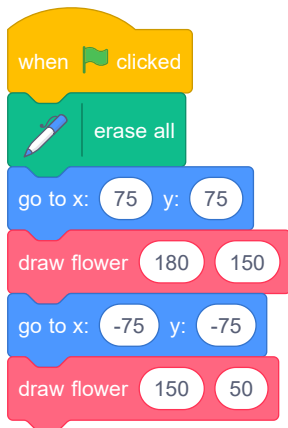 when clicked
erase all
go to x: 75 y: 75
draw flower 180 150
go to x: -75 y: -75
draw flower 150 50